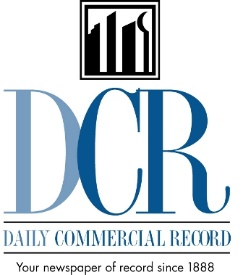 DCR
DAILY COMMERCIAL RECORD
Your newspaper of record since 1888